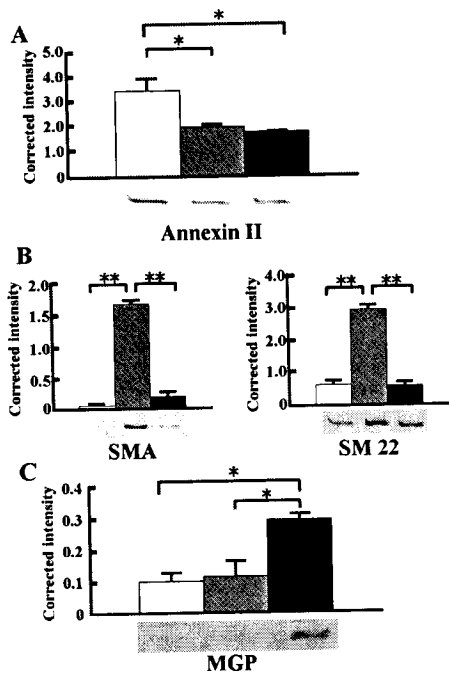 A
* 
*
Corrected intensity
5.0
4.0
3.0
2.0
1.0
0
Annexin II
B
** **
Corrected intensity
2.0
1.5
1.0
0.5
0
SMA
** **
Corrected intensity
4.0
3.0
2.0
1.0
0
SM 22
C
*
*
Corrected intensity
0.4
0.3
0.2
0.1
0
MGP